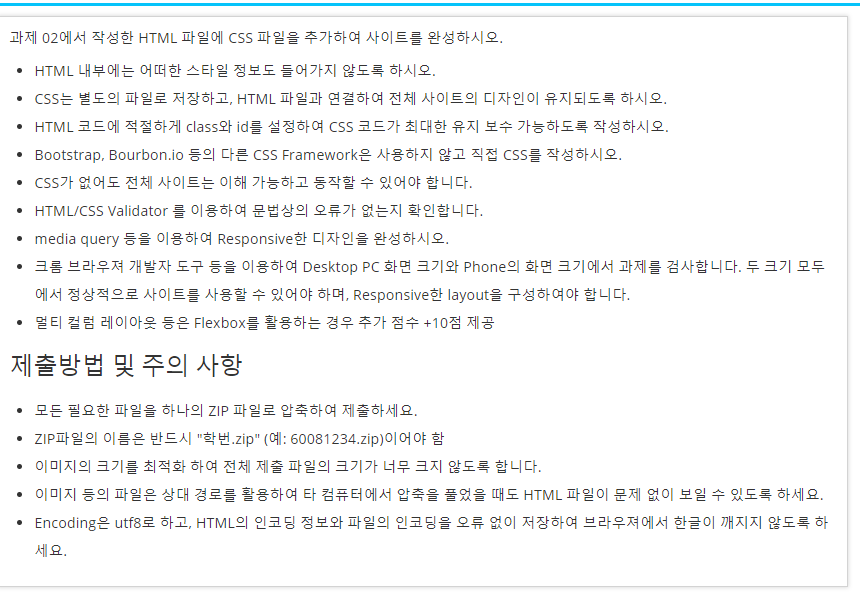 과제 02에서 작성한 HTML 파일에 CSS 파일을 추가하여 사이트를 완성하시오.
HTML 내부에는 어떠한 스타일 정보도 들어가지 않도록 하시오.
CSS는 별도의 파일로 저장하고, HTML 파일과 연결하여 전체 사이트의 디자인이 유지되도록 하시오.
HTML 코드에 적절하게 class와 id를 설정하여 CSS 코드가 최대한 유지 보수 가능하도록 작성하시오.
Bootstrap, Bourbon.io 등의 다른 CSS Framework은 사용하지 않고 직접 CSS를 작성하시오.
CSS가 없어도 전체 사이트는 이해 가능하고 동작할 수 있어야 합니다.
HTML/CSS Validator 를 이용하여 문법상의 오류가 없는지 확인합니다.
media query 등을 이용하여 Responsive한 디자인을 완성하시오.
크롬 브라우져 개발자 도구 등을 이용하여 Desktop PC 화면 크기와 Phone의 화면 크기에서 과제를 검사합니다. 두 크기 모두
에서 정상적으로 사이트를 사용할 수 있어야 하며, Responsive한 layout을 구성하여야 합니다.
멀티 컬럼 레이아웃 등은 Flexbox를 활용하는 경우 추가 점수 +10점 제공
제출방법 및 주의 사항
모든 필요한 파일을 하나의 ZIP 파일로 압축하여 제출하세요.
ZIP파일의 이름은 반드시 "학번.zip" (예: 60081234.zip)이어야 함
이미지의 크기를 최적화 하여 전체 제출 파일의 크기가 너무 크지 않도록 합니다.
이미지 등의 파일은 상대 경로를 활용하여 타 컴퓨터에서 압축을 풀었을 때도 HTML 파일이 문제 없이 보일 수 있도록 하세요.
Encoding은 utf8로 하고, HTML의 인코딩 정보와 파일의 인코딩을 오류 없이 저장하여 브라우져에서 한글이 깨지지 않도록 하
세요.